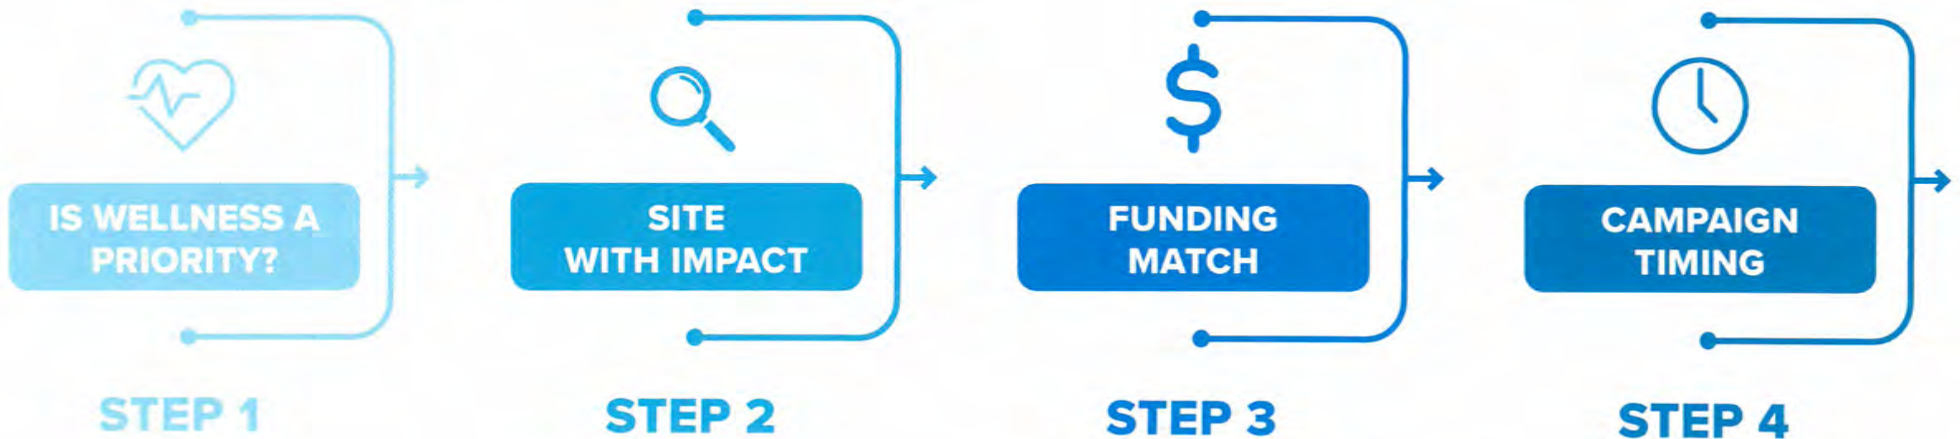 IS WELLNESS A
PRIORITY?
STEP 1
SITE
WITH IMPACT
STEP 2
FUNDING
MATCH
STEP 3
CAMPAIGN
TIMING
STEP 4